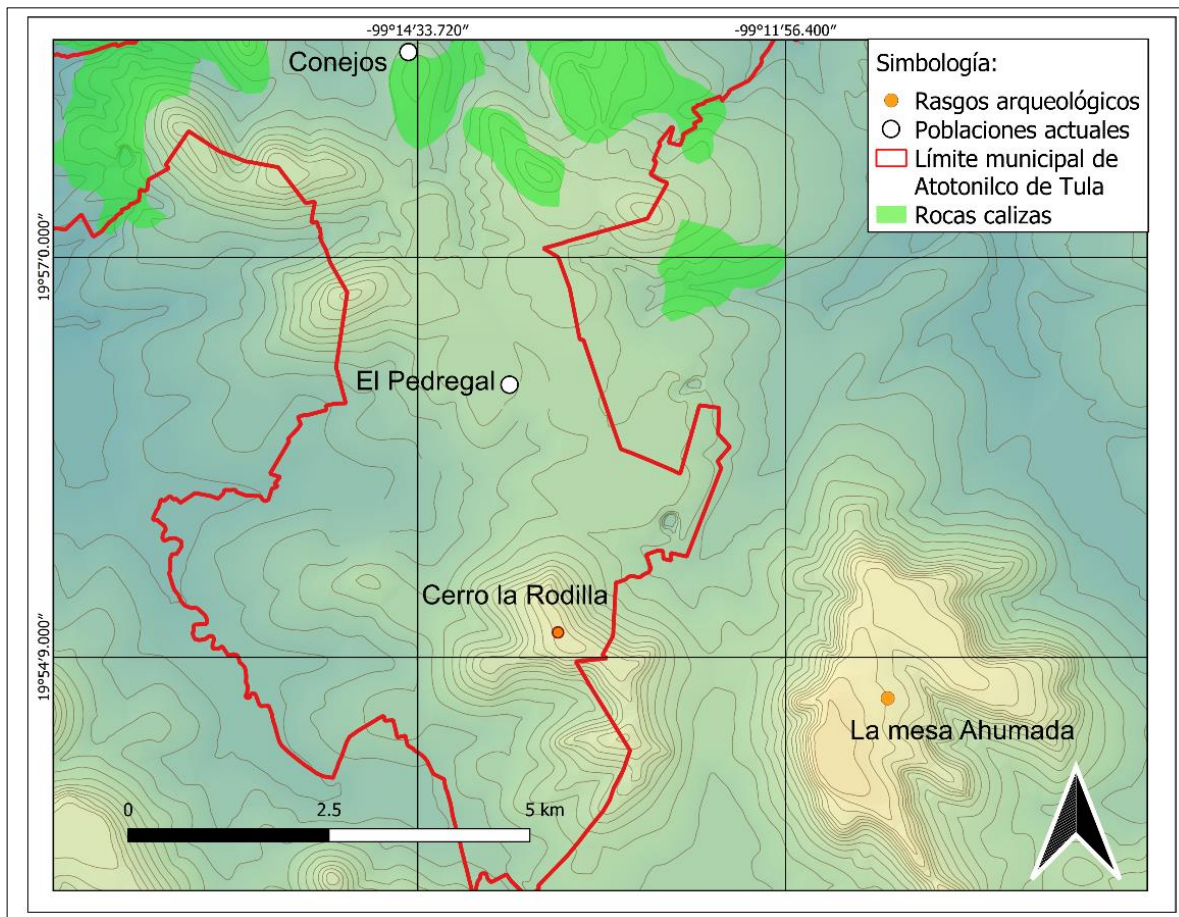 -99°14′33.720″
-99°11′56.400″
Conejos
Simbología:
Rasgos arqueológicos
Poblaciones actuales
Límite municipal de
Atotonilco de Tula
Rocas calizas
19°57′0.000″
El Pedregal
Cerro la Rodilla
19°54′9.000″
La mesa Ahumada
0
2.5
5 km